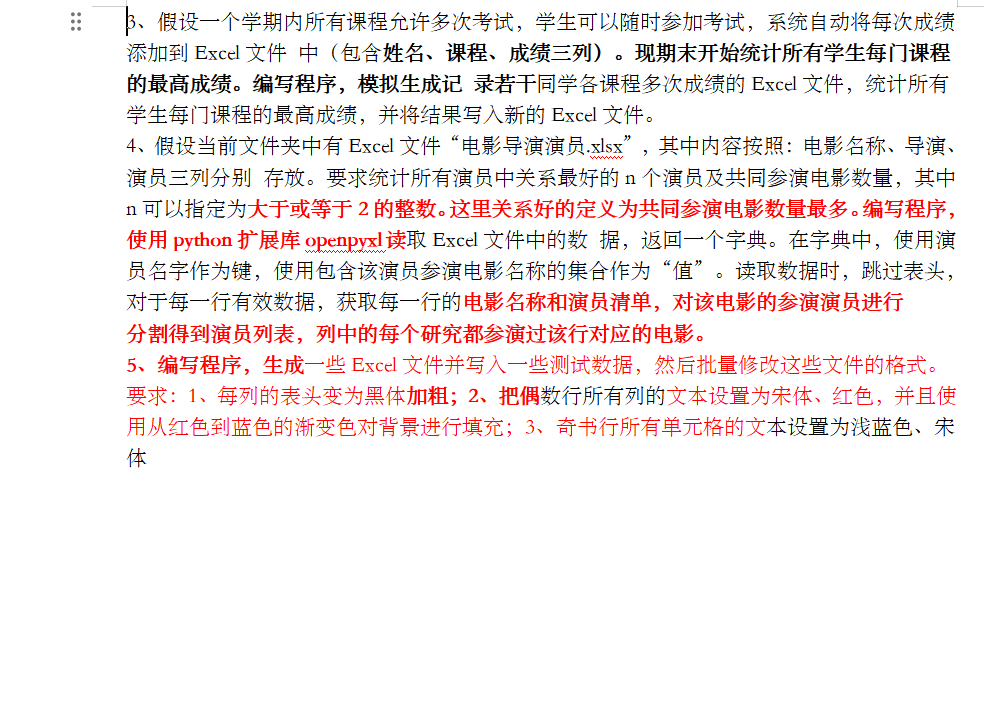 3、假设一个学期内所有课程允许多次考试，学生可以随时参加考试，系统自动将每次成绩
添加到 Excel 文件 中（包含姓名、课程、成绩三列）。现期末开始统计所有学生每门课程
的最高成绩。编写程序，模拟生成记 录若干同学各课程多次成绩的 Excel 文件，统计所有
学生每门课程的最高成绩，并将结果写入新的 Excel 文件。
4、假设当前文件夹中有 Excel 文件“电影导演演员.xlsx”，其中内容按照：电影名称、导演、
演员三列分别 存放。要求统计所有演员中关系最好的 n 个演员及共同参演电影数量，其中
n 可以指定为大于或等于 2 的整数。这里关系好的定义为共同参演电影数量最多。编写程序，
使用 python 扩展库 openpyxl 读取 Excel 文件中的数 据，返回一个字典。在字典中，使用演
员名字作为键，使用包含该演员参演电影名称的集合作为“值”。读取数据时，跳过表头，
对于每一行有效数据，获取每一行的电影名称和演员清单，对该电影的参演演员进行
分割得到演员列表，列中的每个研究都参演过该行对应的电影。
5、编写程序，生成一些 Excel 文件并写入一些测试数据，然后批量修改这些文件的格式。
要求：1、每列的表头变为黑体加粗；2、把偶数行所有列的文本设置为宋体、红色，并且使
用从红色到蓝色的渐变色对背景进行填充；3、奇书行所有单元格的文本设置为浅蓝色、宋
体